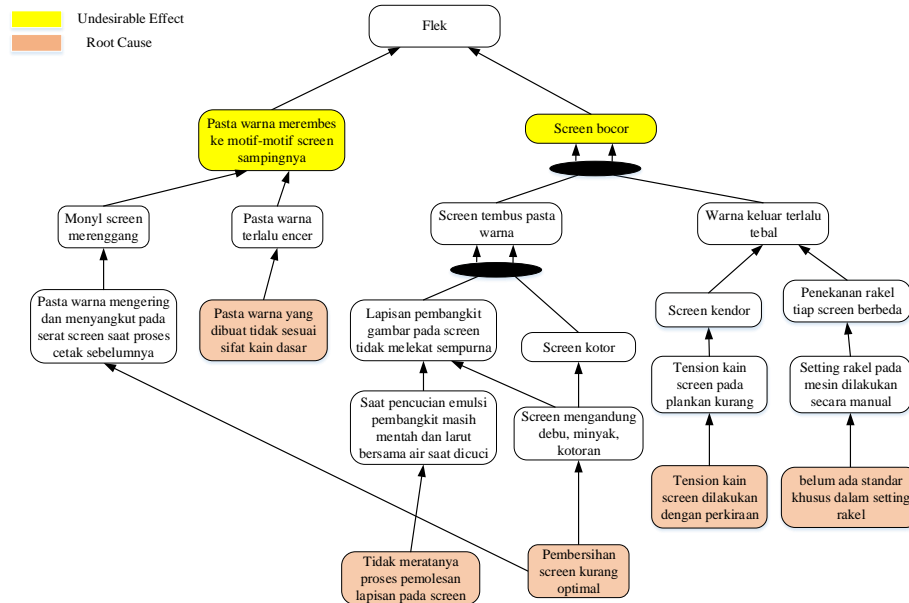 Undesirable Effect
Root Cause
Flek
Pasta warna merembes
ke motif-motif screen
sampingnya
Screen bocor
Monyl screen
merenggang
Pasta warna
terlalu encer
Screen tembus pasta
warna
Warna keluar terlalu
tebal
Pasta warna mengering
dan menyangkut pada
serat screen saat proses
cetak sebelumnya
Pasta warna yang
dibuat tidak sesuai
sifat kain dasar
Lapisan pembangkit
gambar pada screen
tidak melekat sempurna
Screen kotor
Screen kendor
Penekanan rakel
tiap screen berbeda
Saat pencucian emulsi
pembangkit masih
mentah dan larut
bersama air saat dicuci
Screen mengandung
debu, minyak,
kotoran
Tension kain
screen pada
plankan kurang
Setting rakel pada
mesin dilakukan
secara manual
Tension kain
screen dilakukan
dengan perkiraan
belum ada standar
khusus dalam setting
rakel
Tidak meratanya
proses pemolesan
lapisan pada screen
Pembersihan
screen kurang
optimal